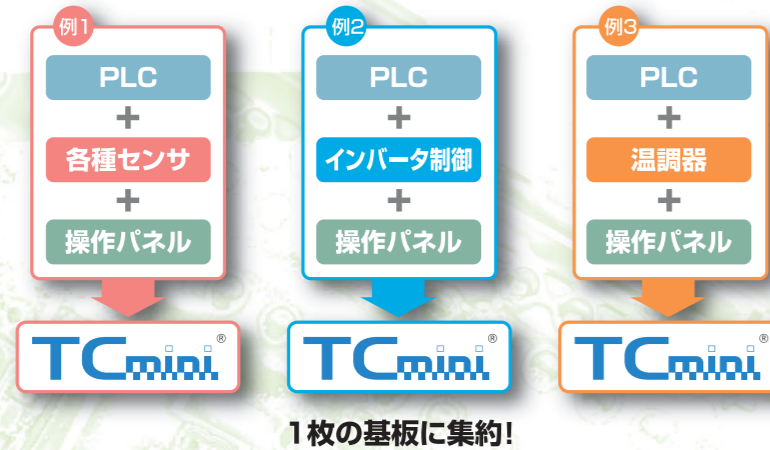 例1
PLC
+
各種センサ
+
操作パネル
TCmini®
例2
PLC
+
インバータ制御
+
操作パネル
TCmini®
例3
PLC
+
温調器
+
操作パネル
TCmini®
1枚の基板に集約!